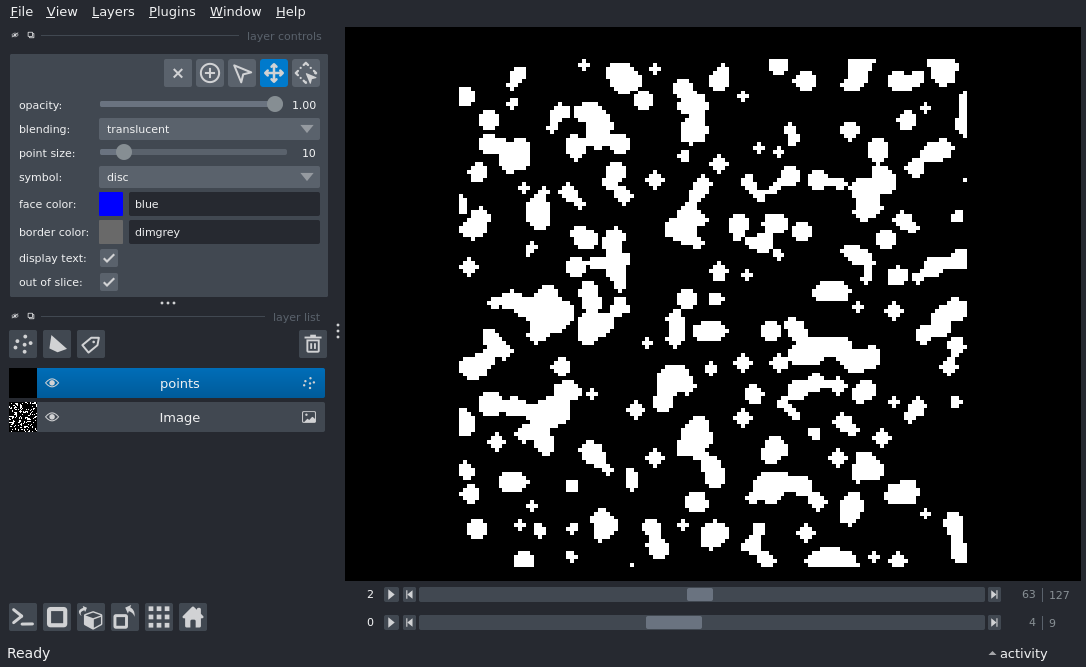 File View Layers Plugins Window Help
layer controls
opacity: 1.00
blending: translucent
point size: 10
symbol: disc
face color: blue
border color: dimgrey
display text:
out of slice:
layer list
points
Image
2 63 127
0 4 9
Ready activity